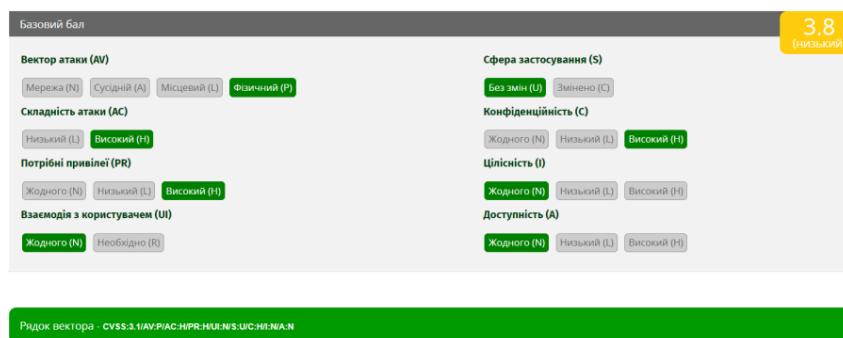 Базовий бал
3.8
(низький
Вектор атаки (AV)
Мережа (N) Сусідній (A) Місцевий (L) Фізичний (P)
Складність атаки (AC)
Низький (L) Високий (H)
Потрібні привілеї (PR)
Жодного (N) Низький (L) Високий (H)
Взаємодія з користувачем (UI)
Жодного (N) Необхідно (R)
Сфера застосування (S)
Без змін (U) Змінено (C)
Конфіденційність (C)
Жодного (N) Низький (L) Високий (H)
Цілісність (I)
Жодного (N) Низький (L) Високий (H)
Доступність (A)
Жодного (N) Низький (L) Високий (H)
Рядок вектора - CVSS:3.1/AV:P/AC:H/PR:H/UI:N/S:U/C:H/I:N/A:N